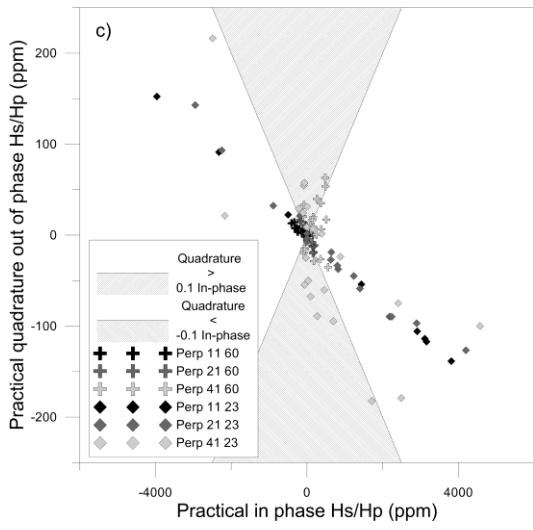 c)
200
100
0
-100
-200
Practical quadrature out of phase Hs/Hp (ppm)
Quadrature
>
0.1 In-phase
Quadrature
<
-0.1 In-phase
Perp 11 60
Perp 21 60
Perp 41 60
Perp 11 23
Perp 21 23
Perp 41 23
-4000
0
4000
Practical in phase Hs/Hp (ppm)